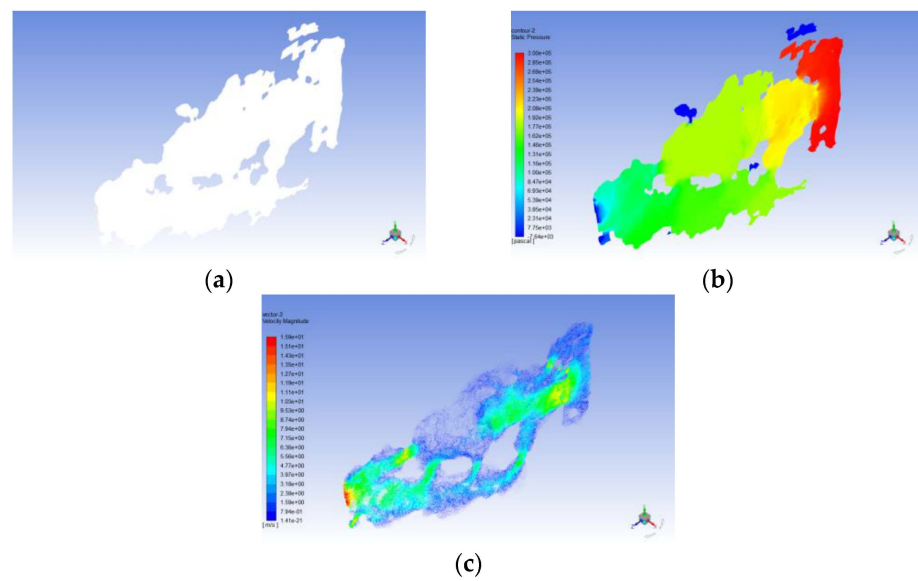 (a)
contour-2
Static Pressure
3.00e+05
2.85e+05
2.69e+05
2.54e+05
2.39e+05
2.23e+05
2.08e+05
1.92e+05
1.77e+05
1.62e+05
1.46e+05
1.31e+05
1.16e+05
1.00e+05
8.47e+04
6.93e+04
5.39e+04
3.85e+04
2.31e+04
7.75e+03
-7.64e+03
[ pascal ]
(b)
vector-2
Velocity Magnitude
1.59e+01
1.51e+01
1.43e+01
1.35e+01
1.27e+01
1.19e+01
1.11e+01
1.03e+01
9.53e+00
8.74e+00
7.94e+00
7.15e+00
6.36e+00
5.56e+00
4.77e+00
3.97e+00
3.18e+00
2.38e+00
1.59e+00
7.94e-01
1.41e-21
[ m/s ]
(c)